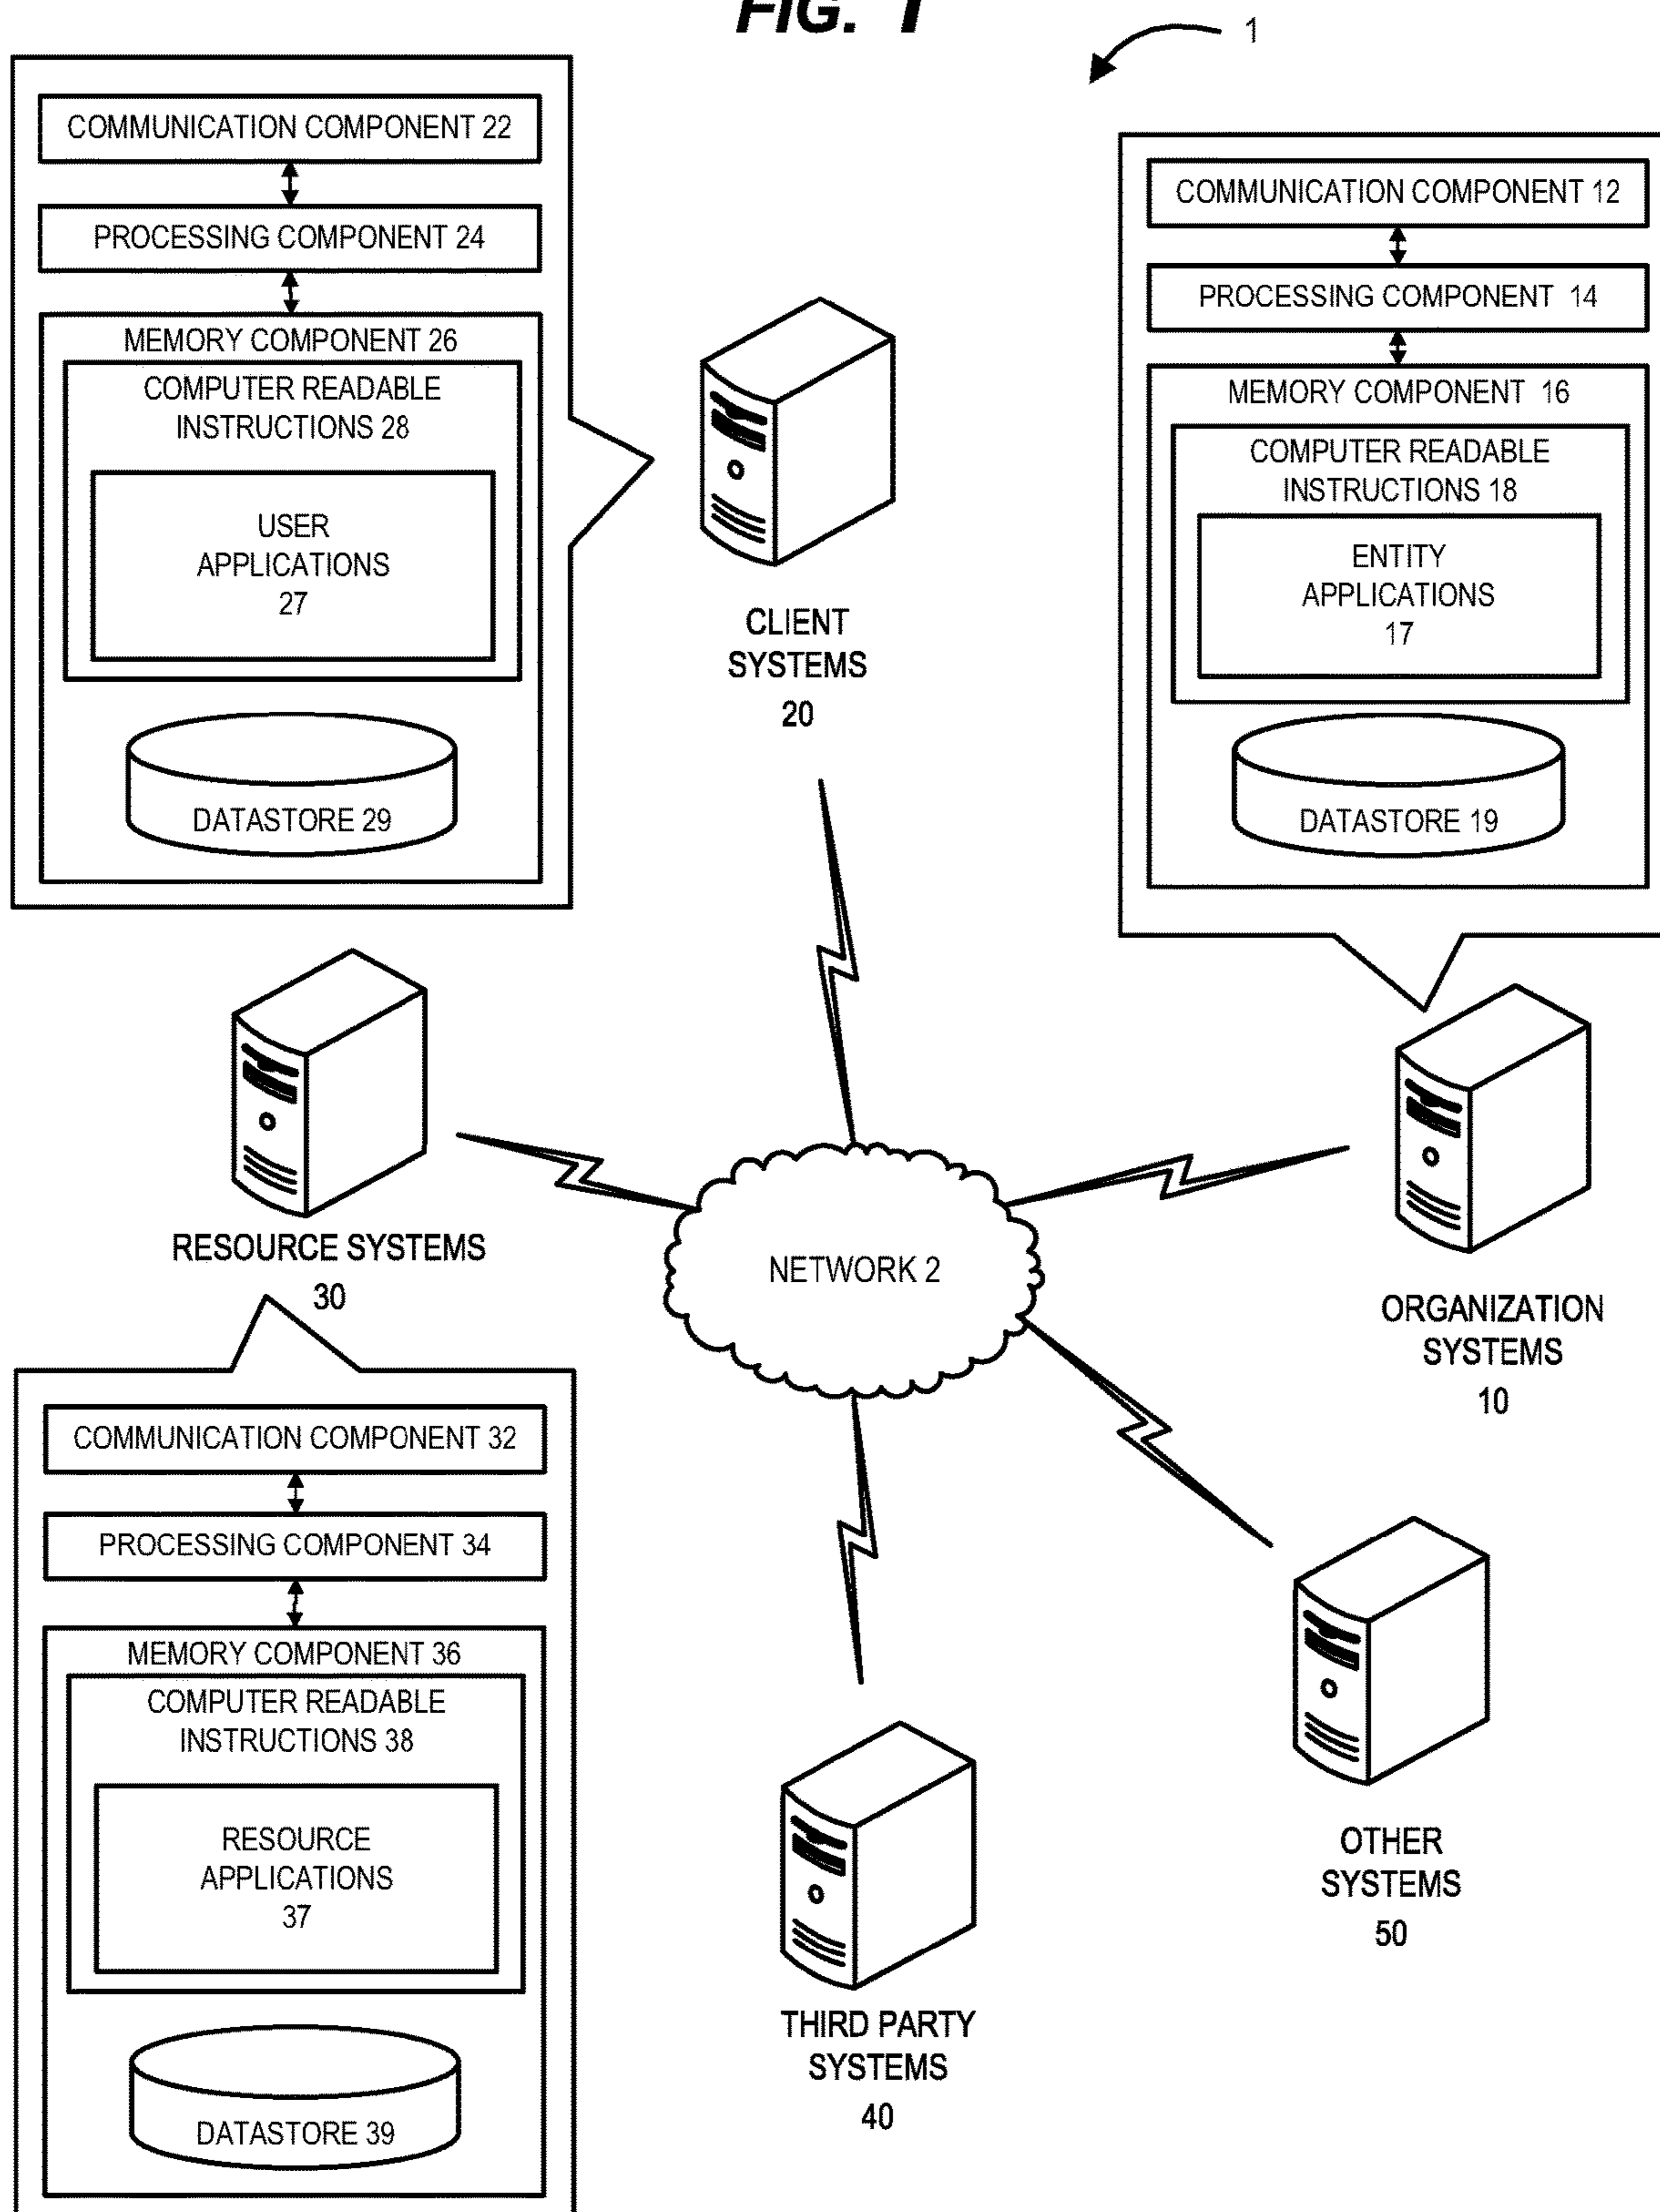 FIG. 1
1
COMMUNICATION COMPONENT 22
PROCESSING COMPONENT 24
MEMORY COMPONENT 26
COMPUTER READABLE
INSTRUCTIONS 28
USER
APPLICATIONS
27
DATASTORE 29
CLIENT
SYSTEMS
20
COMMUNICATION COMPONENT 12
PROCESSING COMPONENT 14
MEMORY COMPONENT 16
COMPUTER READABLE
INSTRUCTIONS 18
ENTITY
APPLICATIONS
17
DATASTORE 19
RESOURCE SYSTEMS
30
NETWORK 2
ORGANIZATION
SYSTEMS
10
COMMUNICATION COMPONENT 32
PROCESSING COMPONENT 34
MEMORY COMPONENT 36
COMPUTER READABLE
INSTRUCTIONS 38
RESOURCE
APPLICATIONS
37
DATASTORE 39
THIRD PARTY
SYSTEMS
40
OTHER
SYSTEMS
50